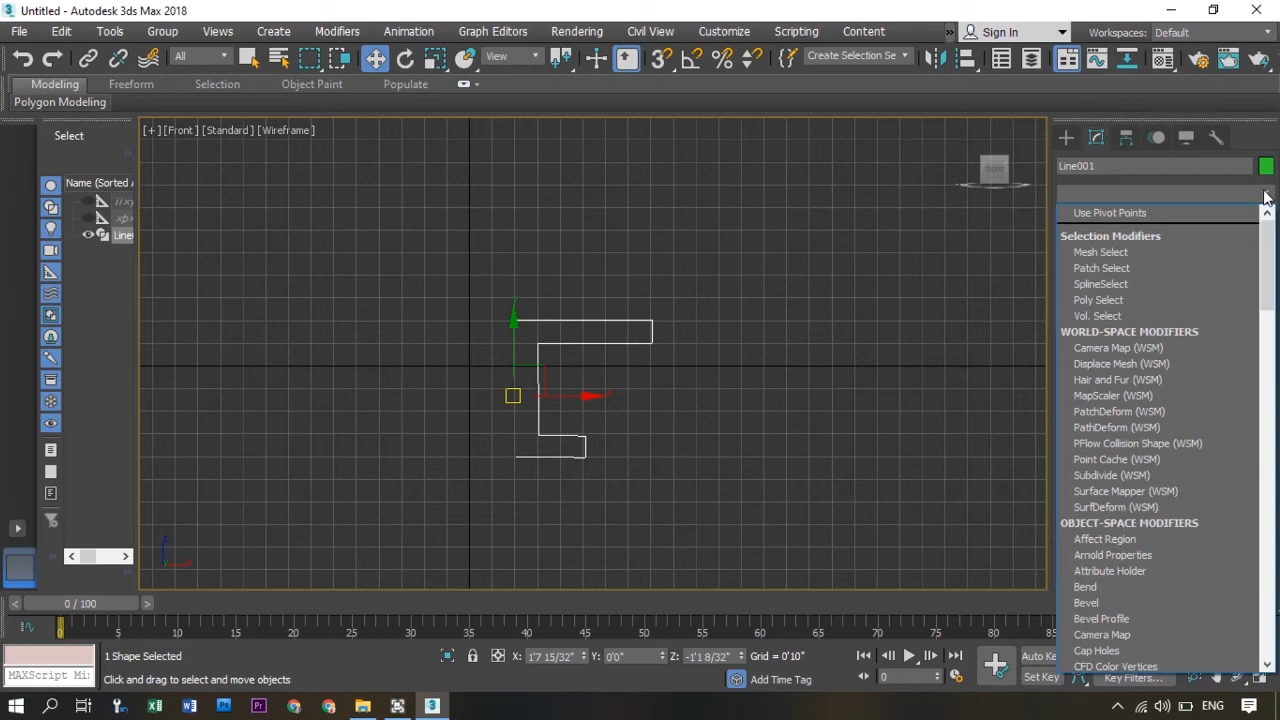 Untitled - Autodesk 3ds Max 2018
File Edit Tools Group Views Create Modifiers Animation Graph Editors Rendering Civil View Customize Scripting Content » Sign In Workspaces: Default
All View Create Selection Se
Modeling Freeform Selection Object Paint Populate
Polygon Modeling
Select
[+] [Front] [Standard] [Wireframe]
FRONT
Line001
Name (Sorted A
Line
Use Pivot Points
Selection Modifiers
Mesh Select
Patch Select
SplineSelect
Poly Select
Vol. Select
WORLD-SPACE MODIFIERS
Camera Map (WSM)
Displace Mesh (WSM)
Hair and Fur (WSM)
MapScaler (WSM)
PatchDeform (WSM)
PathDeform (WSM)
PFlow Collision Shape (WSM)
Point Cache (WSM)
Subdivide (WSM)
Surface Mapper (WSM)
SurfDeform (WSM)
OBJECT-SPACE MODIFIERS
Affect Region
Arnold Properties
Attribute Holder
Bend
Bevel
Bevel Profile
Camera Map
Cap Holes
CFD Color Vertices
0 / 100
0 5 10 15 20 25 30 35 40 45 50 55 60 65 70 75 80 85
1 Shape Selected X: 1'7 15/32" Y: 0'0" Z: -1'1 8/32" Grid = 0'10" Auto Key
MAXScript Mi Click and drag to select and move objects Add Time Tag 0 Set Key Key Filters...
ENG